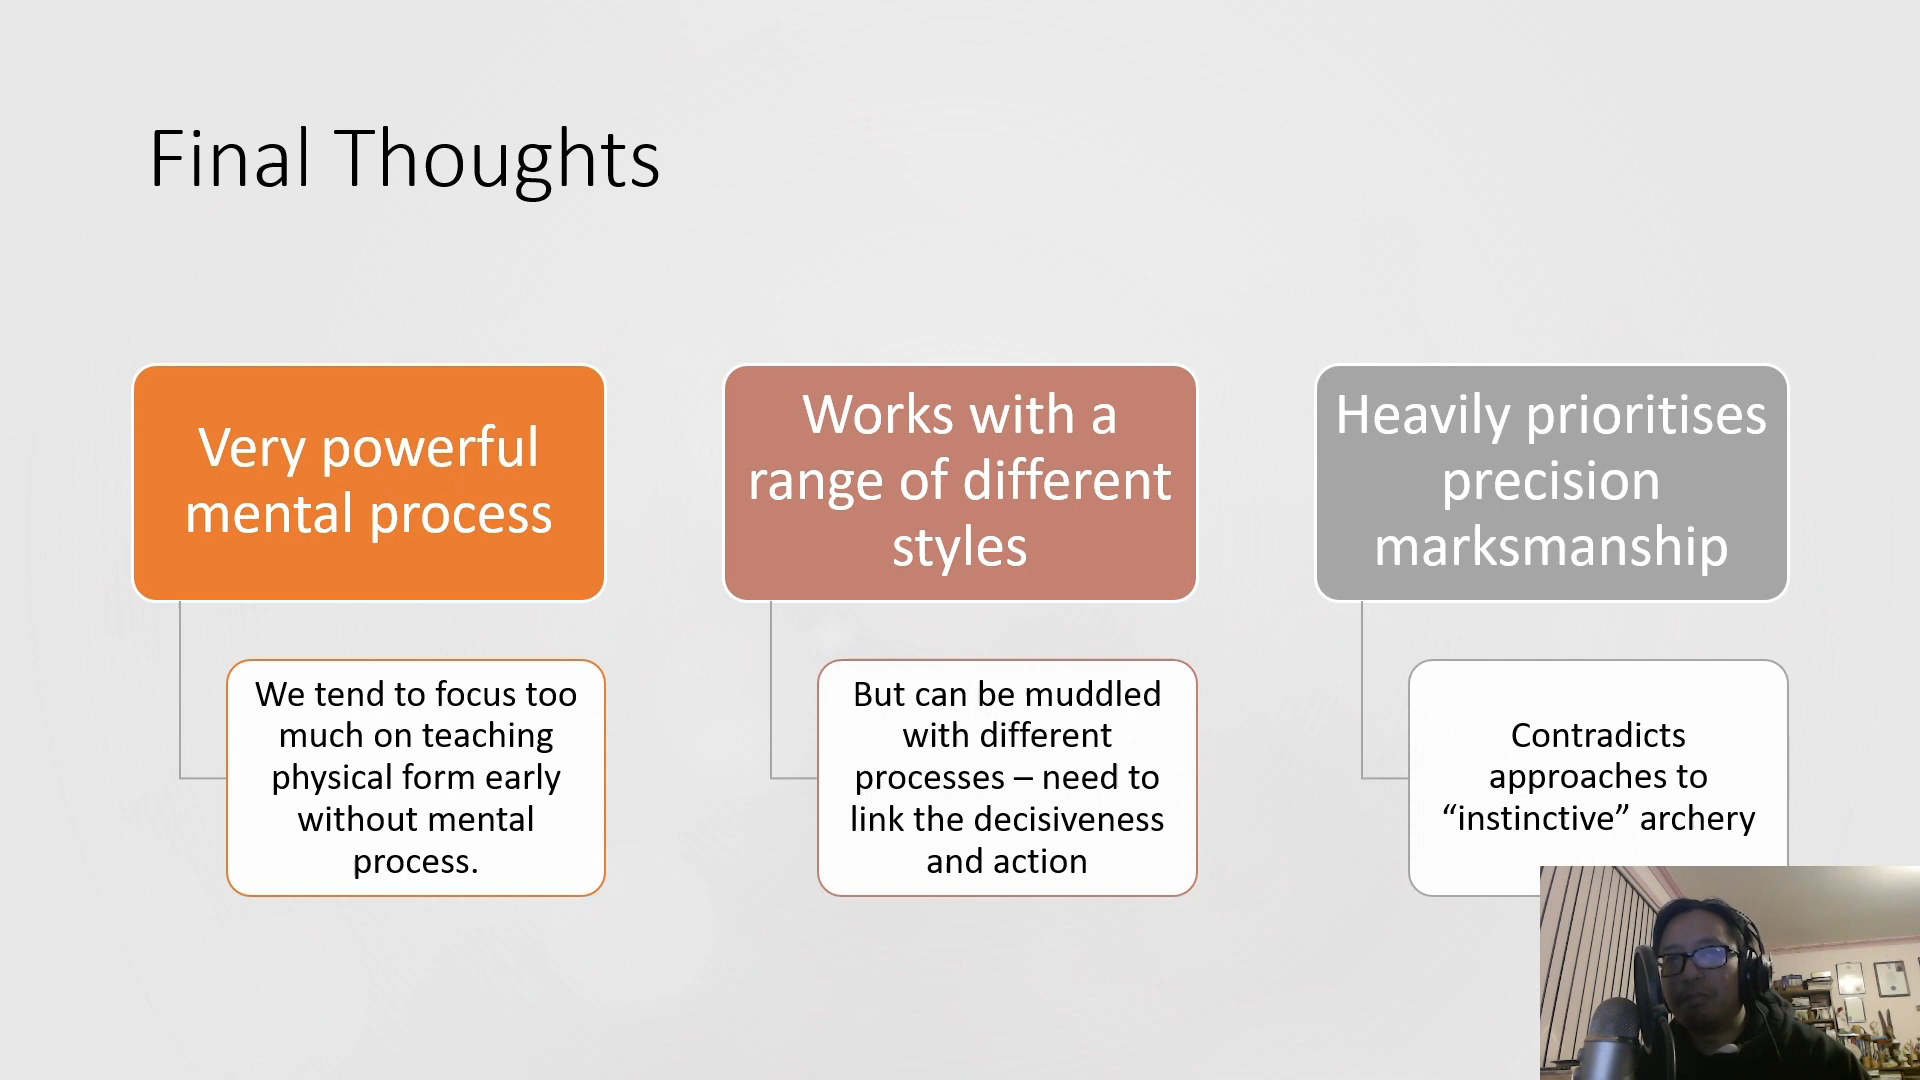 Final Thoughts
Very powerful
mental process
We tend to focus too
much on teaching
physical form early
without mental
process.
Works with a
range of different
styles
But can be muddled
with different
processes – need to
link the decisiveness
and action
Heavily prioritises
precision
marksmanship
Contradicts
approaches to
“instinctive” archery